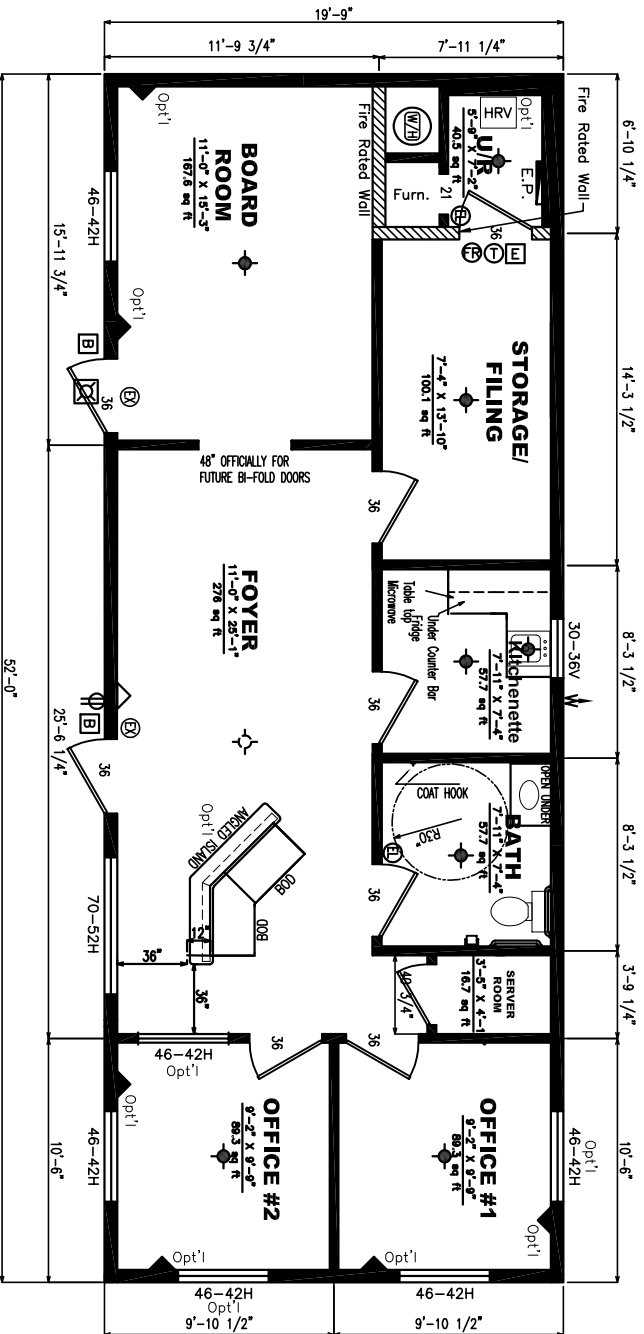 19'-9"
11'-9 3/4"
7'-11 1/4"
6'-10 1/4"
14'-3 1/2"
8'-3 1/2"
8'-3 1/2"
3'-9 1/4"
10'-6"
Fire Rated Wall
HRV
Opt'l
U/R
5'-9" X 7'-2"
40.5 sq ft
E.P.
W/H
Furn.
21
EL
36
FR
T
E
Fire Rated Wall
Opt'l
BOARD
ROOM
11'-0" X 15'-3"
167.6 sq ft
46-42H
Opt'l
15'-11 3/4"
B
36
EX
STORAGE/
FILING
7'-4" X 13'-10"
100.1 sq ft
36
48" OFFICIALLY FOR
FUTURE BI-FOLD DOORS
FOYER
11'-0" X 25'-1"
276 sq ft
30-36V
Kitchenette
7'-11" X 7'-4"
57.7 sq ft
Under Counter Bar
Fridge
Table top
Microwave
36
W
52'-0"
25'-6 1/4"
B
EX
36
OPEN UNDER
BATH
7'-11" X 7'-4"
57.7 sq ft
COAT HOOK
R30"
EL
36
Opt'l
ANGLED ISLAND
BOD
BOD
12"
36"
36"
70-52H
SERVER
ROOM
3'-5" X 4'-1"
16.7 sq ft
40 3/4"
36
36
46-42H
Opt'l
OFFICE #1
9'-2" X 9'-9"
89.3 sq ft
Opt'l
46-42H
Opt'l
Opt'l
46-42H
OFFICE #2
9'-2" X 9'-9"
89.3 sq ft
Opt'l
46-42H
10'-6"
Opt'l
46-42H
Opt'l
9'-10 1/2"
9'-10 1/2"